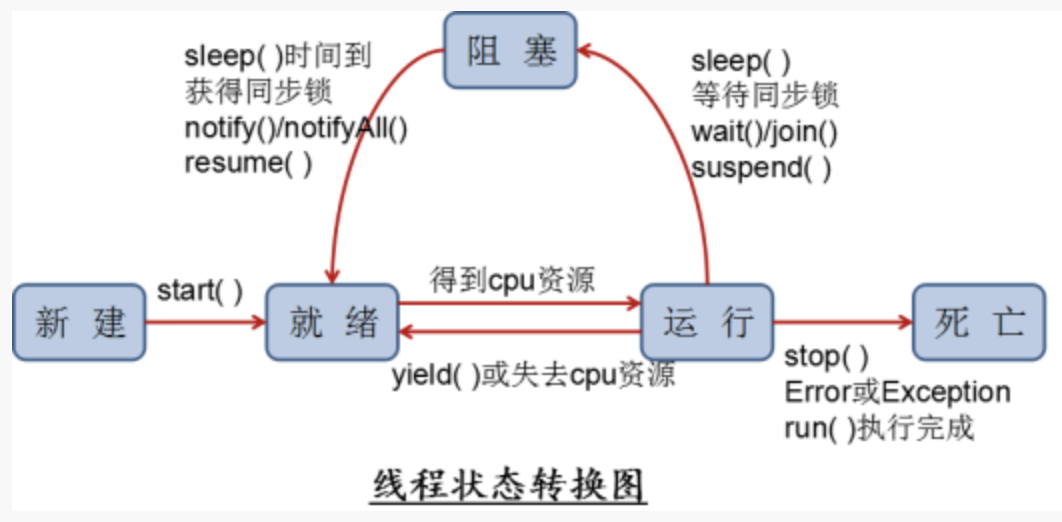 阻 塞
sleep( )时间到
获得同步锁
notify()/notifyAll()
resume( )
sleep( )
等待同步锁
wait()/join()
suspend( )
新 建
start( )
就 绪
得到cpu资源
yield( )或失去cpu资源
运 行
死 亡
stop( )
Error或Exception
run( )执行完成
线程状态转换图